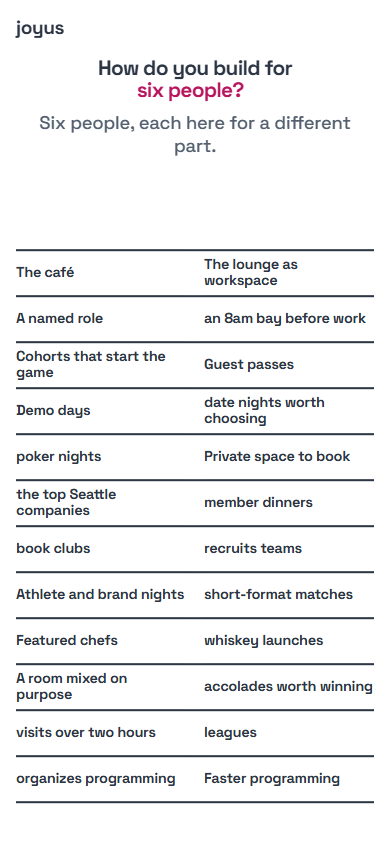 joyus
How do you build for
six people?
Six people, each here for a different
part.
The café
The lounge as
workspace
A named role
an 8am bay before work
Cohorts that start the
game
Guest passes
Demo days
date nights worth
choosing
poker nights
Private space to book
the top Seattle
companies
member dinners
book clubs
recruits teams
Athlete and brand nights
short-format matches
Featured chefs
whiskey launches
A room mixed on
purpose
accolades worth winning
visits over two hours
leagues
organizes programming
Faster programming